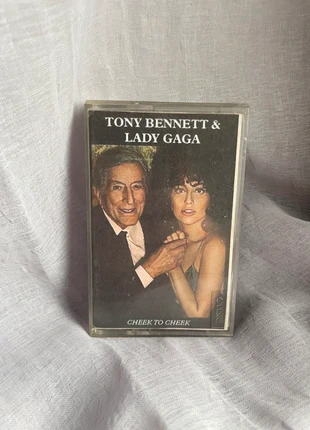 TONY BENNETT &
LADY GAGA
CHEEK TO CHEEK